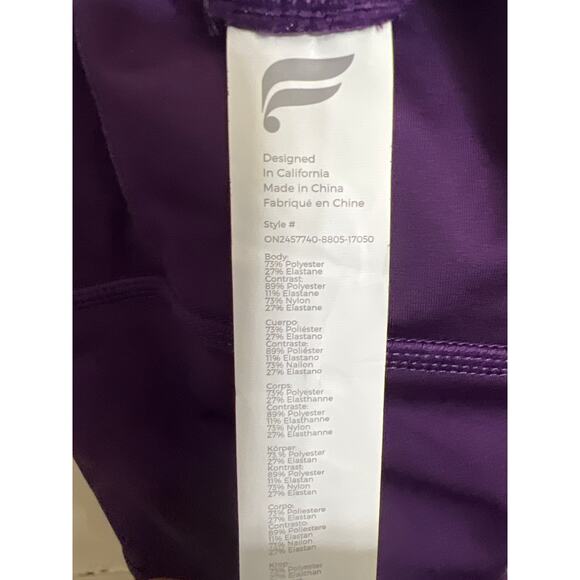 Designed
In California
Made in China
Fabriqué en Chine
Style #
ON2457740-8805-17050
Body:
73% Polyester
27% Elastane
Contrast:
89% Polyester
11% Elastane
73% Nylon
27% Elastane
Cuerpo:
73% Poliéster
27% Elastano
Contraste:
89% Poliéster
11% Elastano
73% Nailon
27% Elastano
Corps:
73% Polyester
27% Elasthanne
Contraste:
89% Polyester
11% Elasthanne
73% Nylon
27% Elasthanne
Körper:
73 % Polyester
27% Elastan
Kontrast:
89% Polyester
11% Elastan
73% Nylon
27% Elastan
Corpo:
73% Poliestere
27% Elastan
Contrasto:
89% Poliestere
11% Elastan
73% Nailon
27% Elastan
73% Polyester
27% Elastan